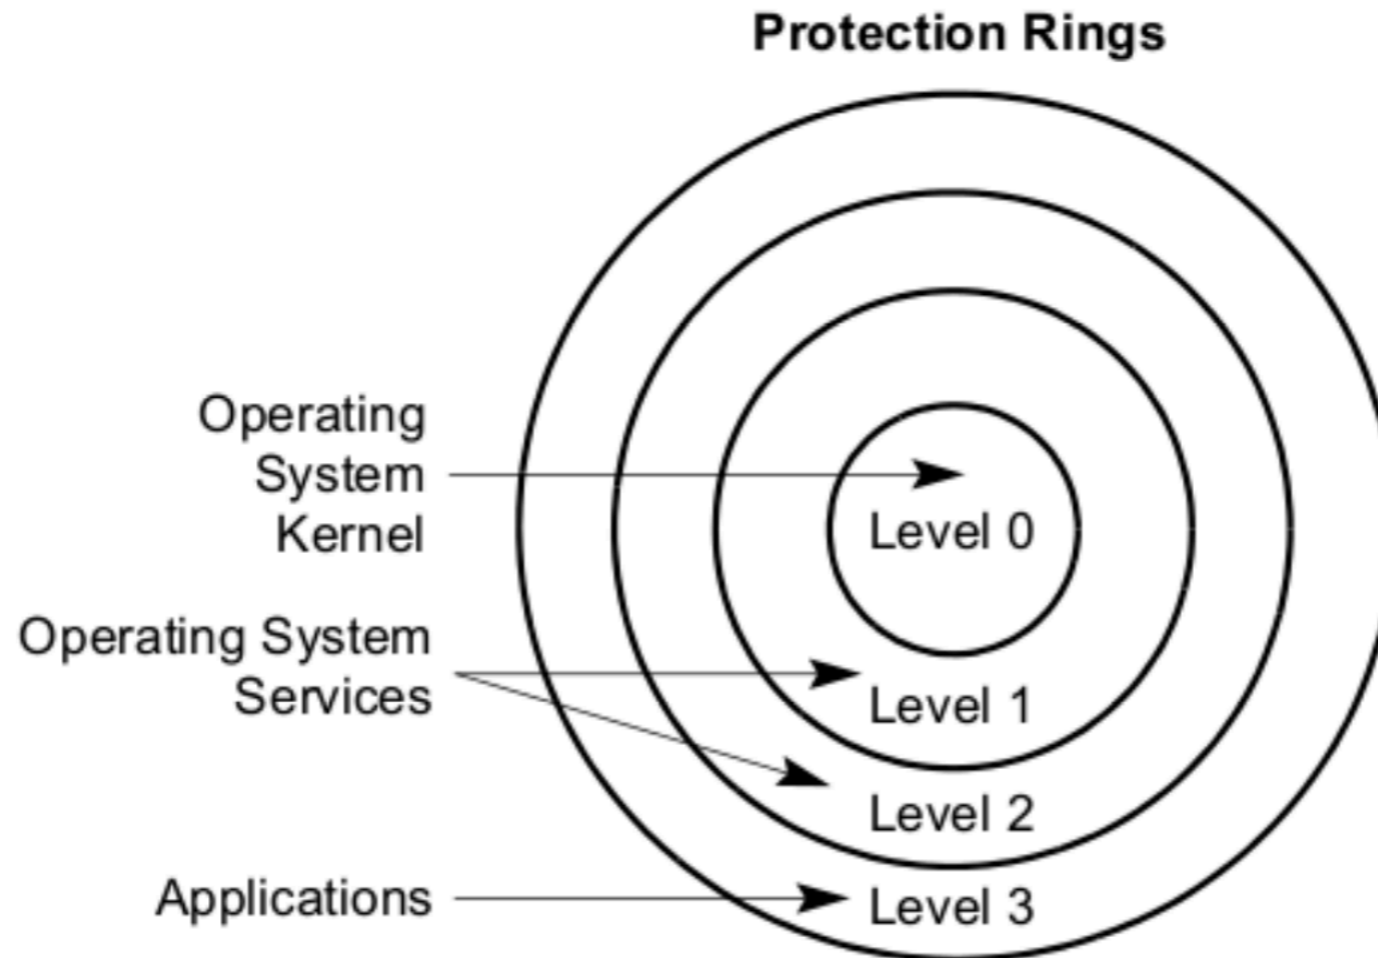 Protection Rings
Operating
System
Kernel
Level 0
Operating System
Services
Level 1
Level 2
Applications
Level 3